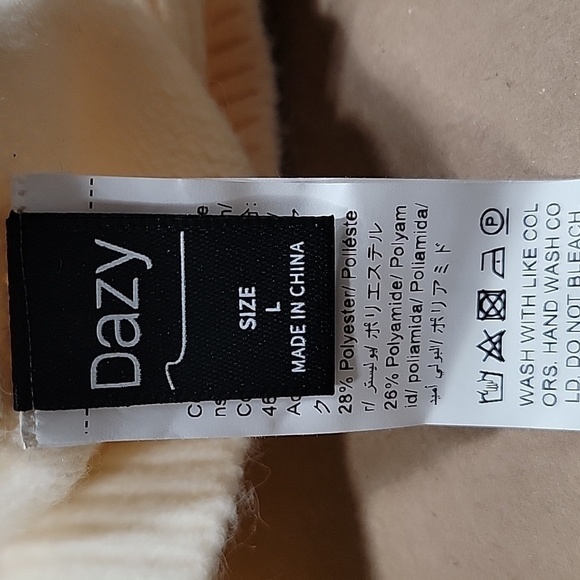 Dazy
SIZE
L
MADE IN CHINA
28% Polyester/ Polièste
r/ بوليستر/ ポリエステル
26% Polyamide/ Polyam
id/ poliamida/ Poliamida/
البولي أميد/ ポリアミド
WASH WITH LIKE COL
ORS. HAND WASH CO
LD. DO NOT BLEACH